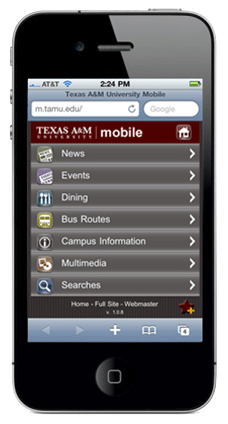 AT&T 2:24 PM
Texas A&M University Mobile
m.tamu.edu/ Google
TEXAS A&M UNIVERSITY mobile
News
Events
Dining
Bus Routes
Campus Information
Multimedia
Searches
Home - Full Site - Webmaster
v. 1.0.8
4